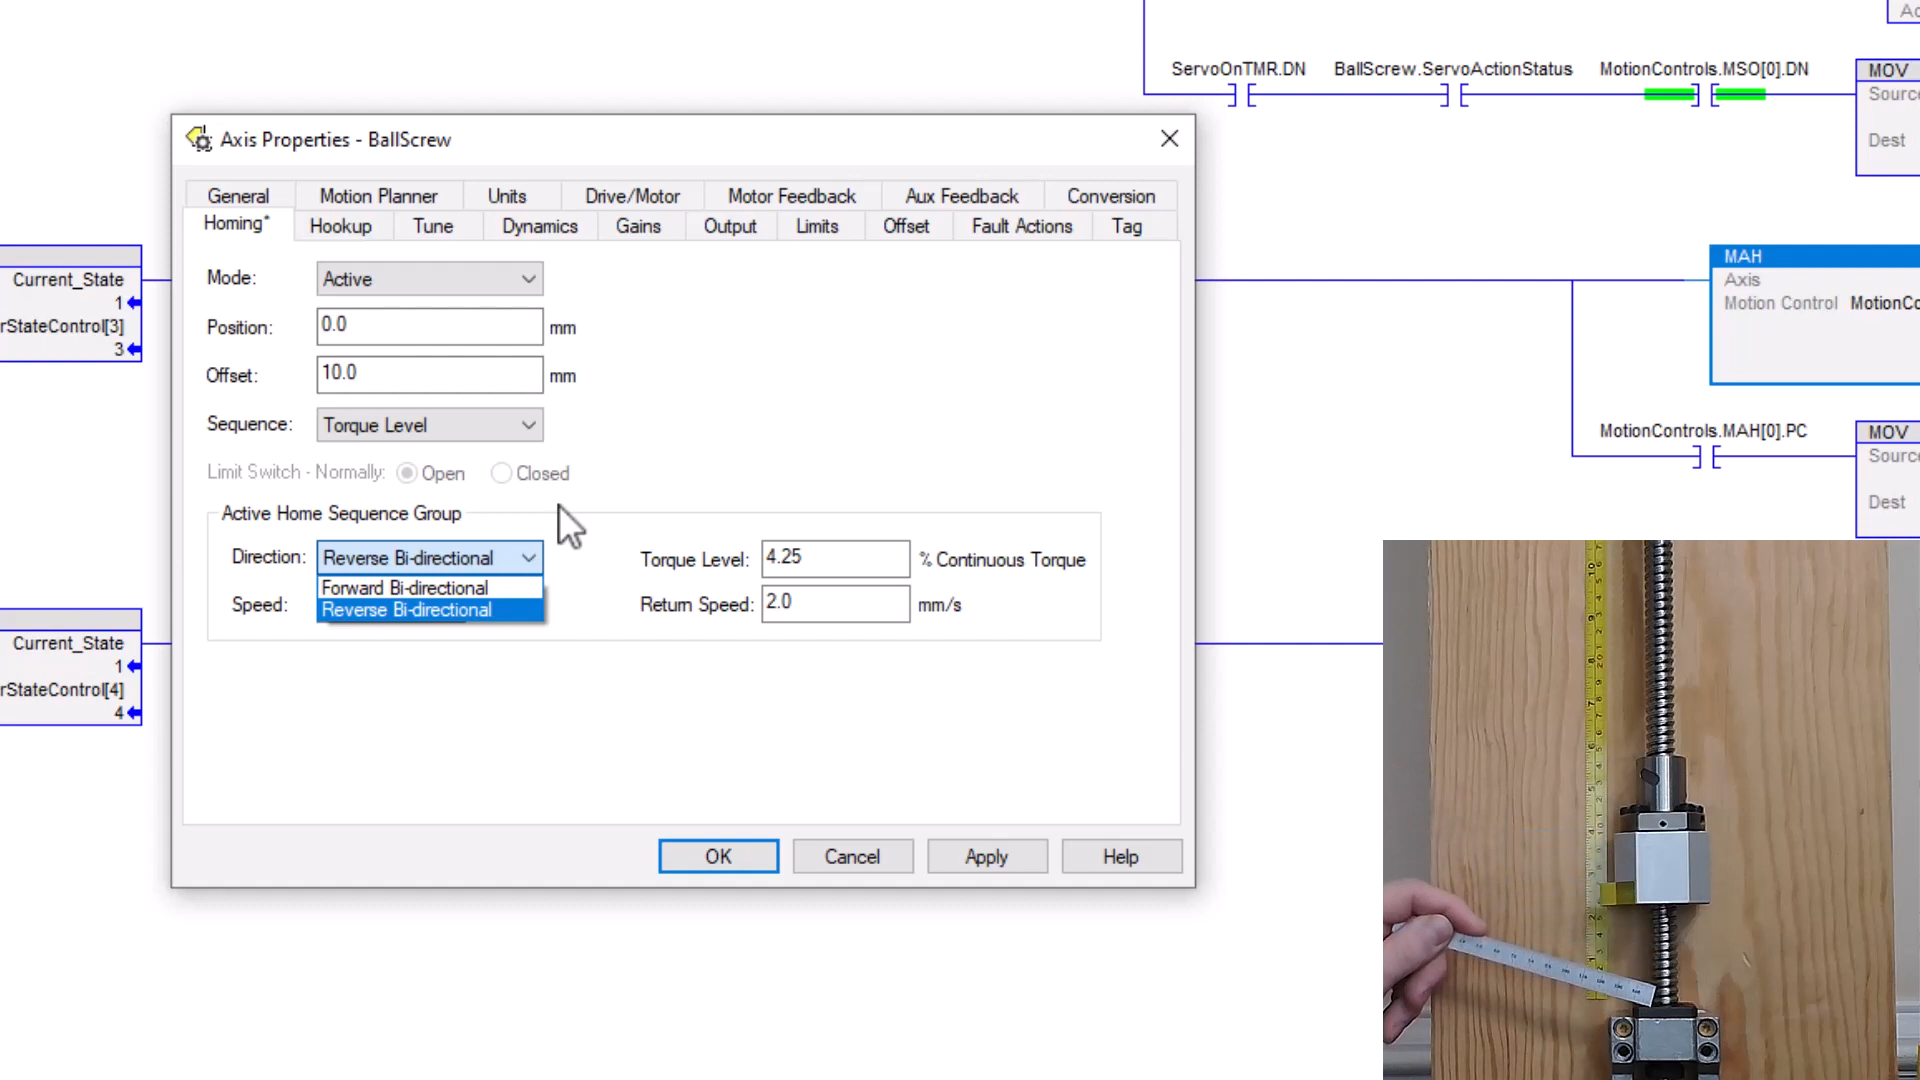 Ac
ServoOnTMR.DN BallScrew.ServoActionStatus MotionControls.MSO[0].DN
MOV
Source
Dest
Axis Properties - BallScrew
General Motion Planner Units Drive/Motor Motor Feedback Aux Feedback Conversion
Homing* Hookup Tune Dynamics Gains Output Limits Offset Fault Actions Tag
Mode: Active
Position: 0.0 mm
Offset: 10.0 mm
Sequence: Torque Level
Limit Switch - Normally: Open Closed
Active Home Sequence Group
Direction: Reverse Bi-directional
Forward Bi-directional
Reverse Bi-directional
Speed:
Torque Level: 4.25 % Continuous Torque
Return Speed: 2.0 mm/s
OK Cancel Apply Help
Current_State
1
rStateControl[3]
3
Current_State
1
rStateControl[4]
4
MAH
Axis
Motion Control MotionCo
MotionControls.MAH[0].PC
MOV
Source
Dest